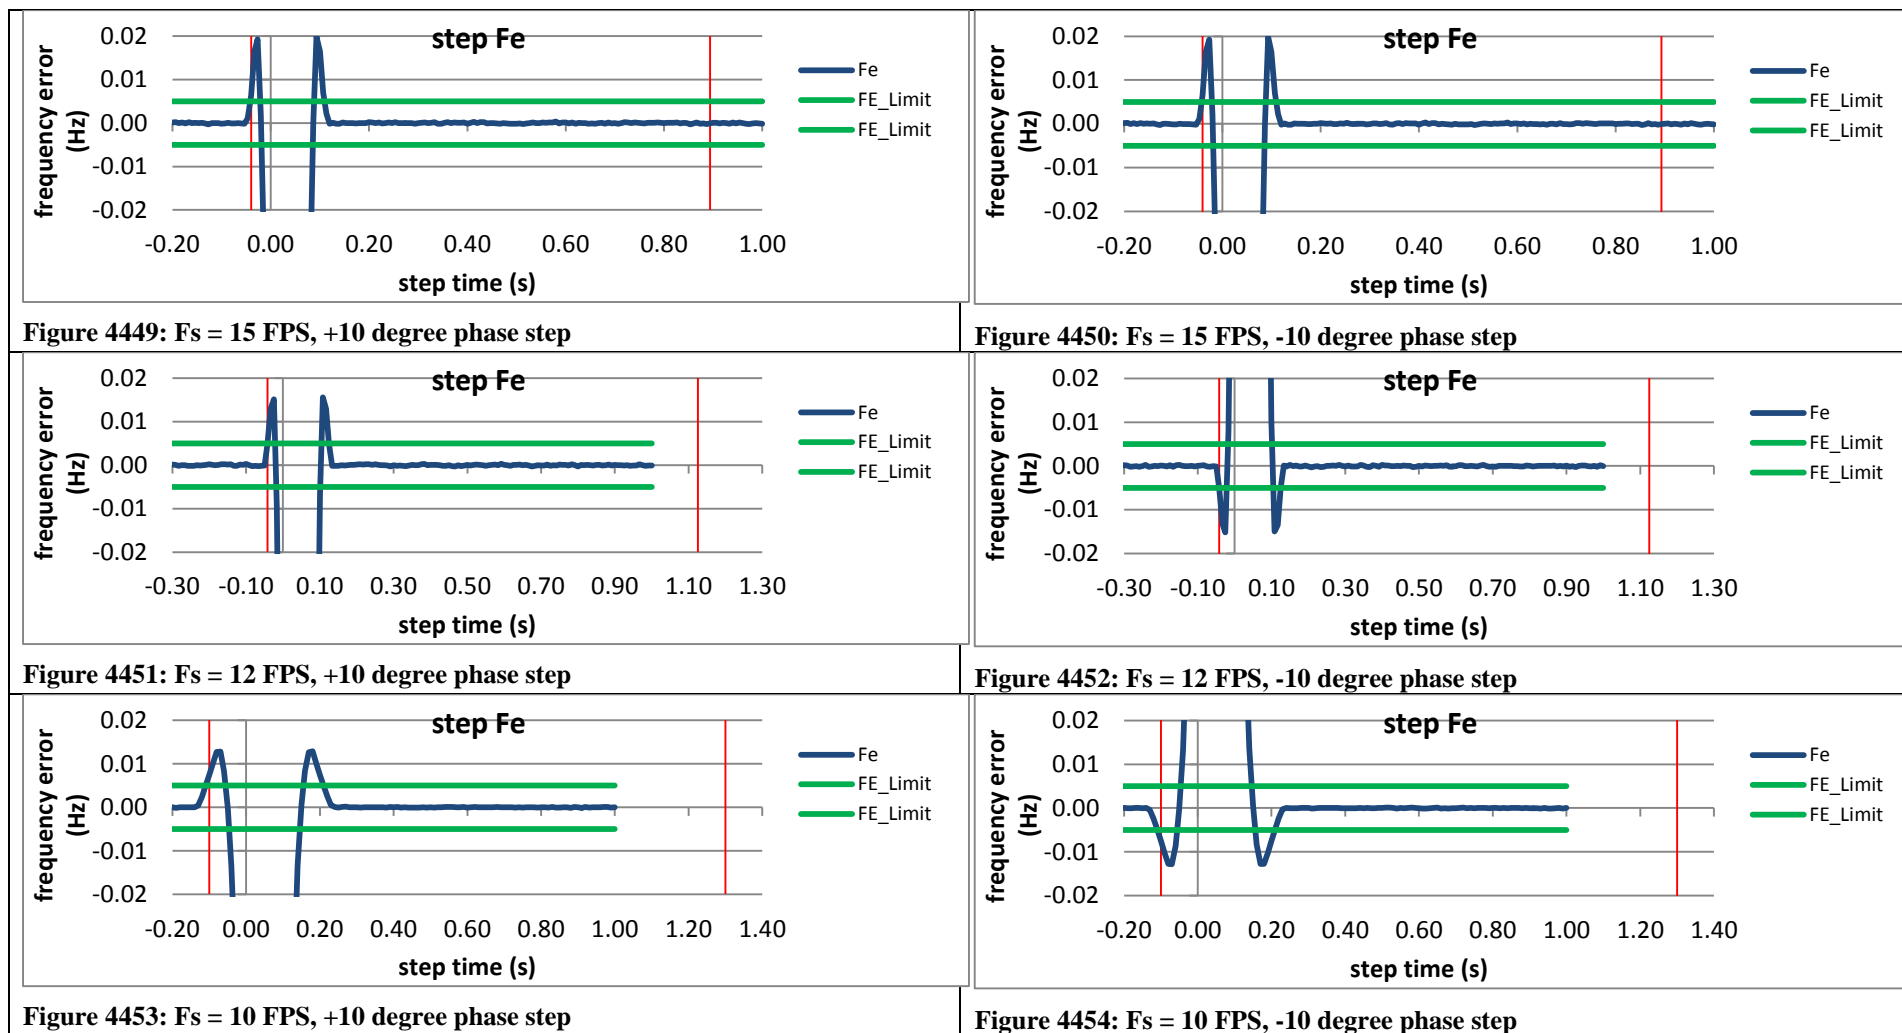 step Fe
frequency error (Hz)
0.02
0.01
0.00
-0.01
-0.02
-0.20 0.00 0.20 0.40 0.60 0.80 1.00
step time (s)
Fe
FE_Limit
FE_Limit
Figure 4449: Fs = 15 FPS, +10 degree phase step
step Fe
frequency error (Hz)
0.02
0.01
0.00
-0.01
-0.02
-0.20 0.00 0.20 0.40 0.60 0.80 1.00
step time (s)
Fe
FE_Limit
FE_Limit
Figure 4450: Fs = 15 FPS, -10 degree phase step
step Fe
frequency error (Hz)
0.02
0.01
0.00
-0.01
-0.02
-0.30 -0.10 0.10 0.30 0.50 0.70 0.90 1.10 1.30
step time (s)
Fe
FE_Limit
FE_Limit
Figure 4451: Fs = 12 FPS, +10 degree phase step
step Fe
frequency error (Hz)
0.02
0.01
0.00
-0.01
-0.02
-0.30 -0.10 0.10 0.30 0.50 0.70 0.90 1.10 1.30
step time (s)
Fe
FE_Limit
FE_Limit
Figure 4452: Fs = 12 FPS, -10 degree phase step
step Fe
frequency error (Hz)
0.02
0.01
0.00
-0.01
-0.02
-0.20 0.00 0.20 0.40 0.60 0.80 1.00 1.20 1.40
step time (s)
Fe
FE_Limit
FE_Limit
Figure 4453: Fs = 10 FPS, +10 degree phase step
step Fe
frequency error (Hz)
0.02
0.01
0.00
-0.01
-0.02
-0.20 0.00 0.20 0.40 0.60 0.80 1.00 1.20 1.40
step time (s)
Fe
FE_Limit
FE_Limit
Figure 4454: Fs = 10 FPS, -10 degree phase step